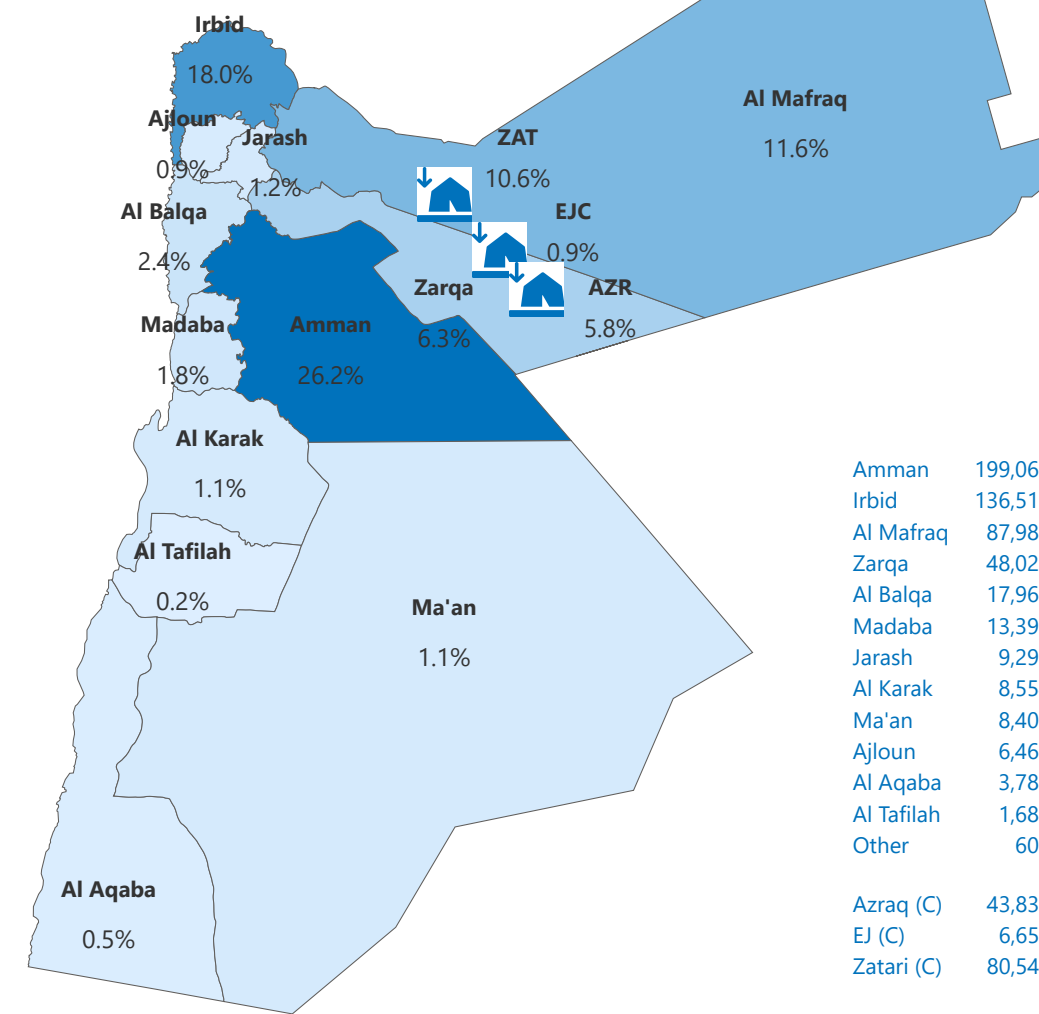 Irbid
18.0%
Ajloun
0.9%
Jarash
1.2%
Al Balqa
2.4%
Madaba
1.8%
Amman
26.2%
Zarqa
6.3%
ZAT
10.6%
EJC
0.9%
AZR
5.8%
Al Mafraq
11.6%
Al Karak
1.1%
Al Tafilah
0.2%
Ma'an
1.1%
Al Aqaba
0.5%
Amman 199,06
Irbid 136,51
Al Mafraq 87,98
Zarqa 48,02
Al Balqa 17,96
Madaba 13,39
Jarash 9,29
Al Karak 8,55
Ma'an 8,40
Ajloun 6,46
Al Aqaba 3,78
Al Tafilah 1,68
Other 60
Azraq (C) 43,83
EJ (C) 6,65
Zatari (C) 80,54